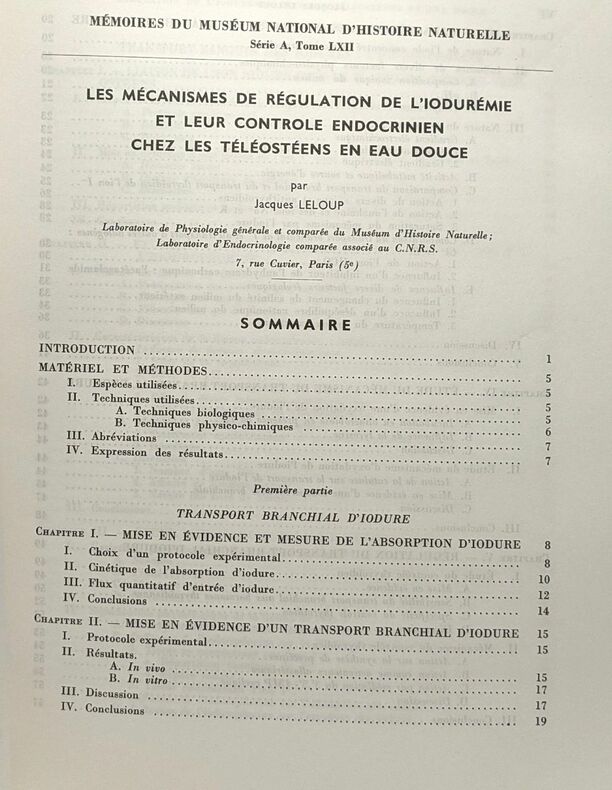 MÉMOIRES DU MUSÉUM NATIONAL D'HISTOIRE NATURELLE
Série A, Tome LXII
LES MÉCANISMES DE RÉGULATION DE L'IODURÉMIE
ET LEUR CONTROLE ENDOCRINIEN
CHEZ LES TÉLÉOSTÉENS EN EAU DOUCE
par
Jacques LELOUP
Laboratoire de Physiologie générale et comparée du Muséum d'Histoire Naturelle;
Laboratoire d'Endocrinologie comparée associé au C.N.R.S.
7, rue Cuvier, Paris (5e)
SOMMAIRE
INTRODUCTION 1
MATÉRIEL ET MÉTHODES 5
I. Espèces utilisées 5
II. Techniques utilisées 5
A. Techniques biologiques 5
B. Techniques physico-chimiques 6
III. Abréviations 7
IV. Expression des résultats 7
Première partie
TRANSPORT BRANCHIAL D'IODURE
CHAPITRE I. — MISE EN ÉVIDENCE ET MESURE DE L'ABSORPTION D'IODURE 8
I. Choix d'un protocole expérimental 8
II. Cinétique de l'absorption d'iodure 10
III. Flux quantitatif d'entrée d'iodure 12
IV. Conclusions 14
CHAPITRE II. — MISE EN ÉVIDENCE D'UN TRANSPORT BRANCHIAL D'IODURE 15
I. Protocole expérimental 15
II. Résultats.
A. In vivo 15
B. In vitro 17
III. Discussion 17
IV. Conclusions 19